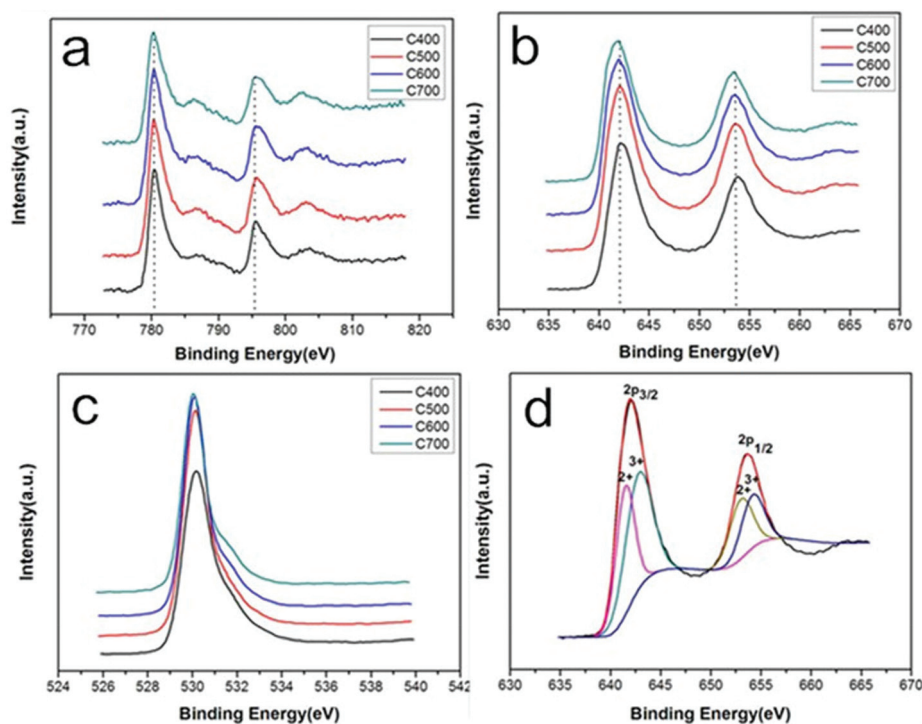 a
C400
C500
C600
C700
Intensity(a.u.)
770 780 790 800 810 820
Binding Energy(eV)
b
C400
C500
C600
C700
Intensity(a.u.)
630 635 640 645 650 655 660 665 670
Binding Energy(eV)
c
C400
C500
C600
C700
Intensity(a.u.)
524 526 528 530 532 534 536 538 540 542
Binding Energy(eV)
d
2p3/2
2+ 3+
2p1/2
2+ 3+
Intensity(a.u.)
630 635 640 645 650 655 660 665 670
Binding Energy(eV)